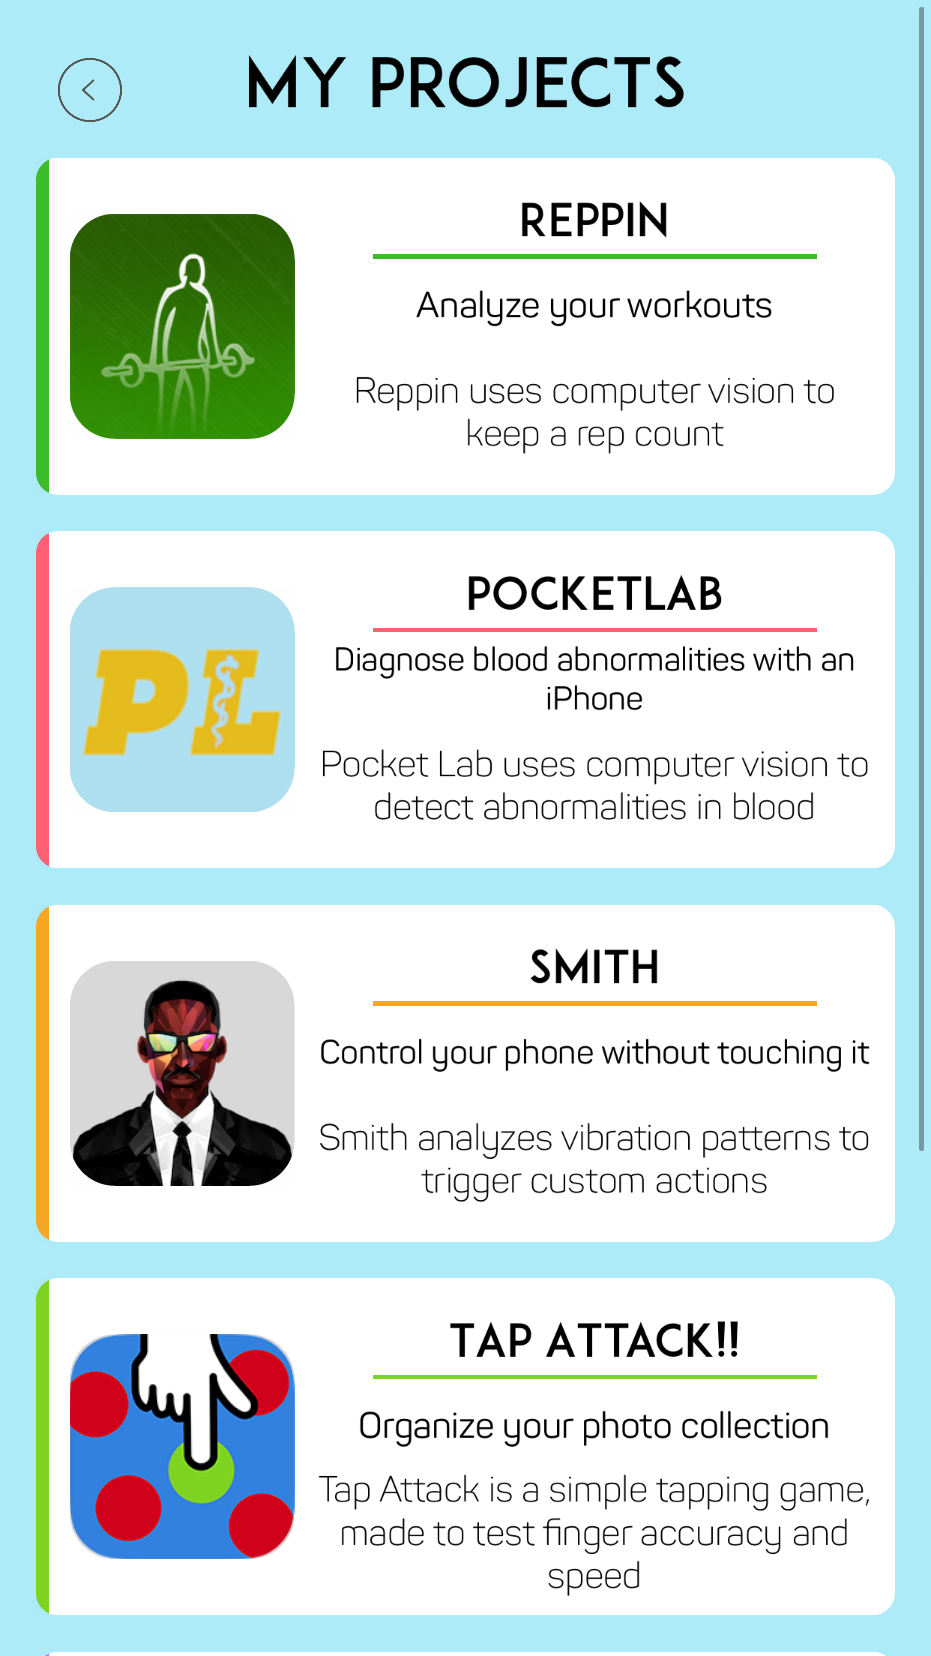 MY PROJECTS
REPPIN
Analyze your workouts
Reppin uses computer vision to
keep a rep count
PL
POCKETLAB
Diagnose blood abnormalities with an
iPhone
Pocket Lab uses computer vision to
detect abnormalities in blood
SMITH
Control your phone without touching it
Smith analyzes vibration patterns to
trigger custom actions
TAP ATTACK!!
Organize your photo collection
Tap Attack is a simple tapping game,
made to test finger accuracy and
speed